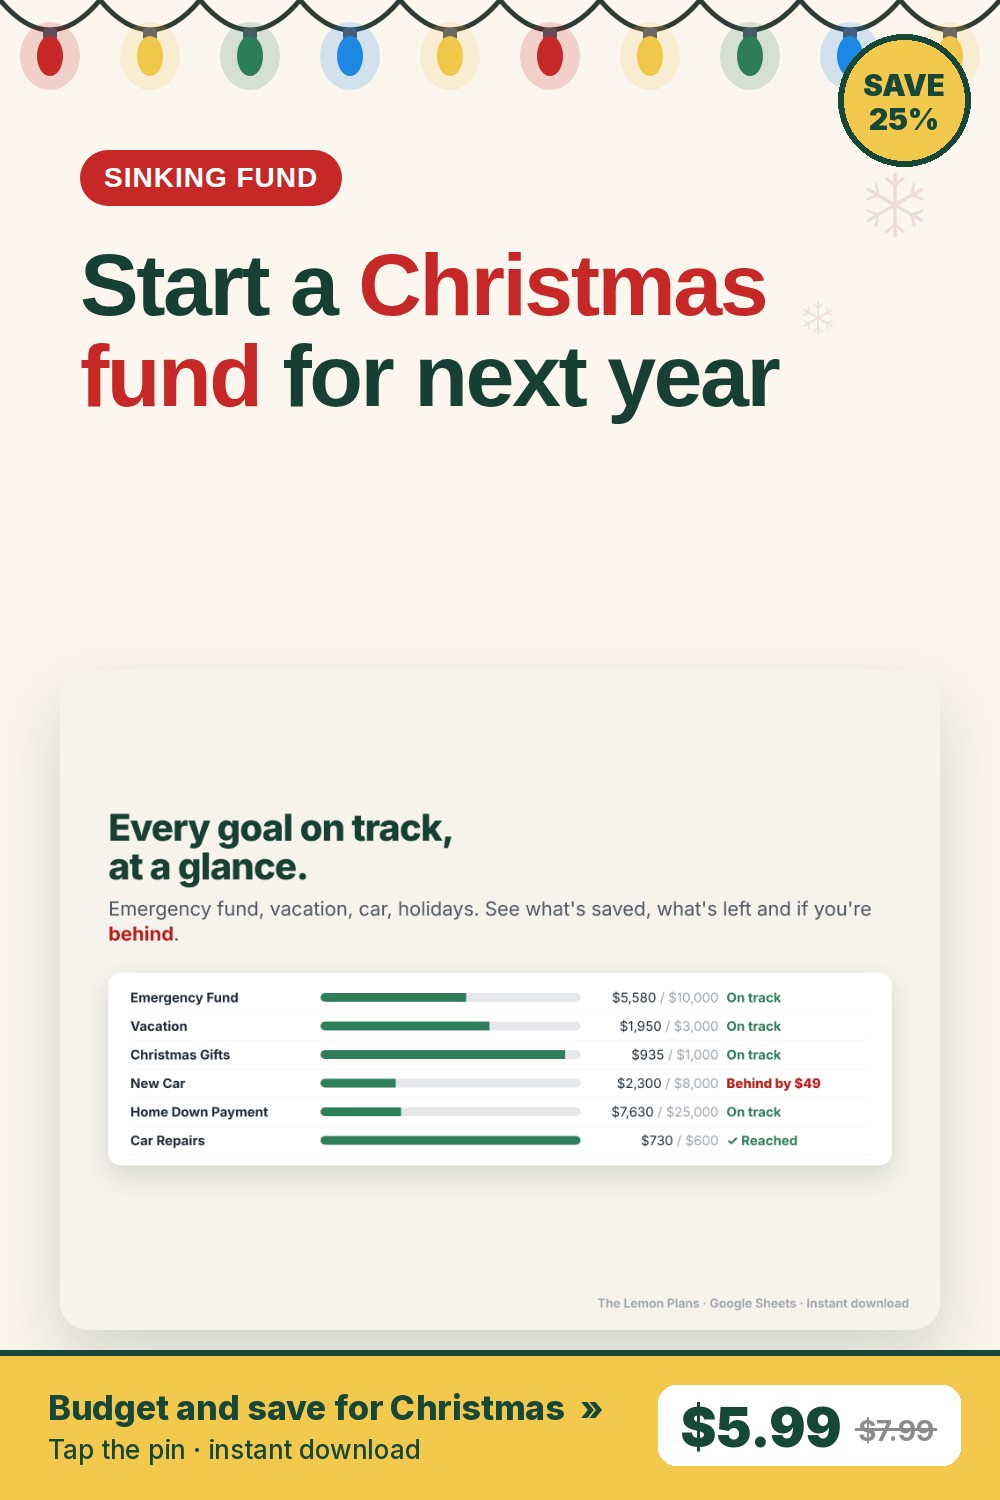 SAVE
25%
SINKING FUND
Start a Christmas
fund for next year
Every goal on track,
at a glance.
Emergency fund, vacation, car, holidays. See what's saved, what's left and if you're
behind.
Emergency Fund $5,580 / $10,000 On track
Vacation $1,950 / $3,000 On track
Christmas Gifts $935 / $1,000 On track
New Car $2,300 / $8,000 Behind by $49
Home Down Payment $7,630 / $25,000 On track
Car Repairs $730 / $600 ✓ Reached
The Lemon Plans · Google Sheets · Instant download
Budget and save for Christmas »
Tap the pin · instant download
$5.99 $7.99